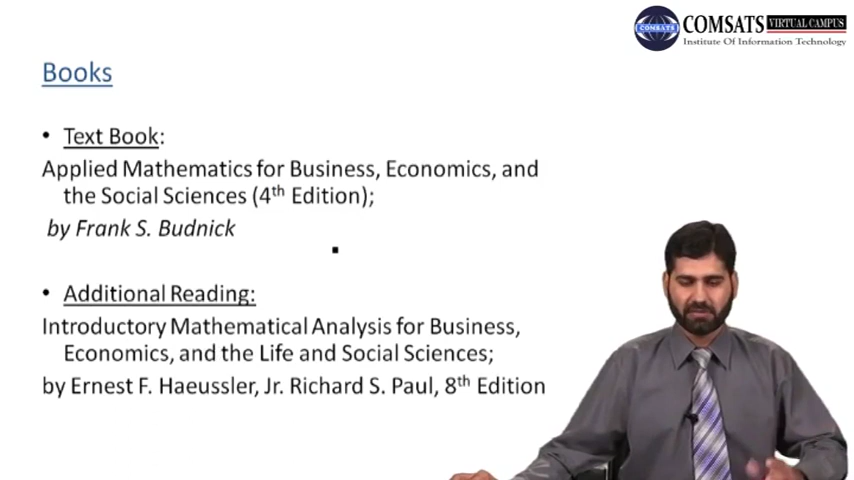 COMSATS VIRTUAL CAMPUS
COMSATS
Institute Of Information Technology
Books
• Text Book:
Applied Mathematics for Business, Economics, and
the Social Sciences (4th Edition);
by Frank S. Budnick
• Additional Reading:
Introductory Mathematical Analysis for Business,
Economics, and the Life and Social Sciences;
by Ernest F. Haeussler, Jr. Richard S. Paul, 8th Edition